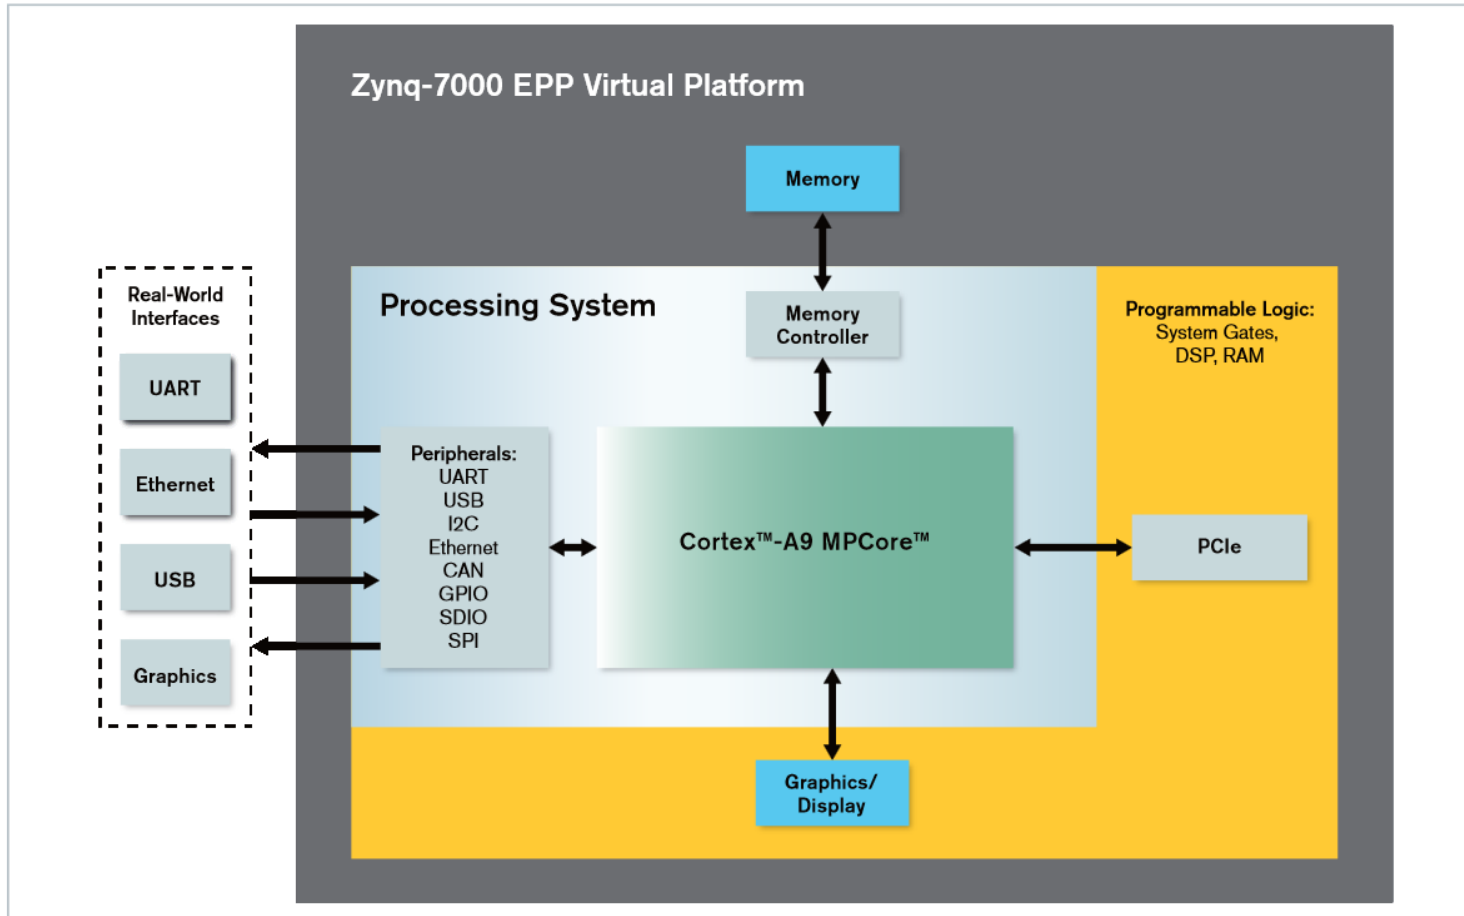 Zynq-7000 EPP Virtual Platform
Memory
Real-World
Interfaces
UART
Ethernet
USB
Graphics
Processing System
Memory
Controller
Programmable Logic:
System Gates,
DSP, RAM
Peripherals:
UART
USB
I2C
Ethernet
CAN
GPIO
SDIO
SPI
Cortex™-A9 MPCore™
PCIe
Graphics/
Display